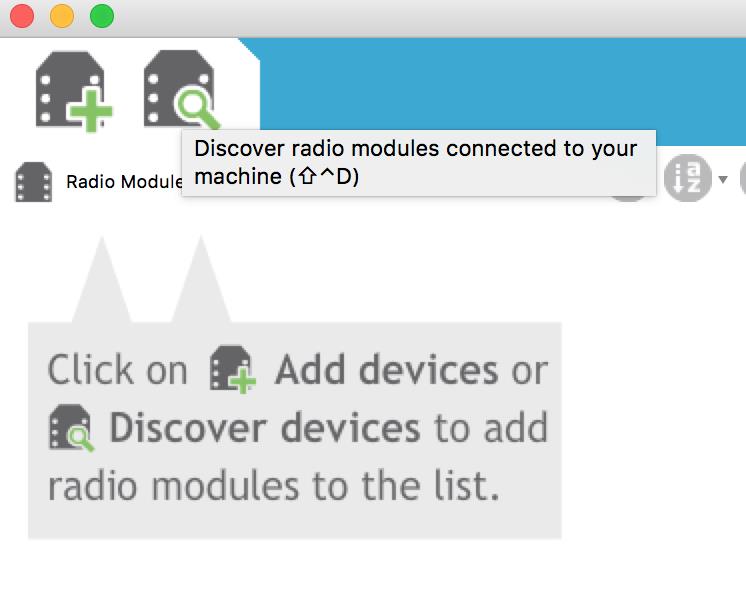 Discover radio modules connected to your
machine (⇧^D)
Radio Module
Click on Add devices or
Discover devices to add
radio modules to the list.